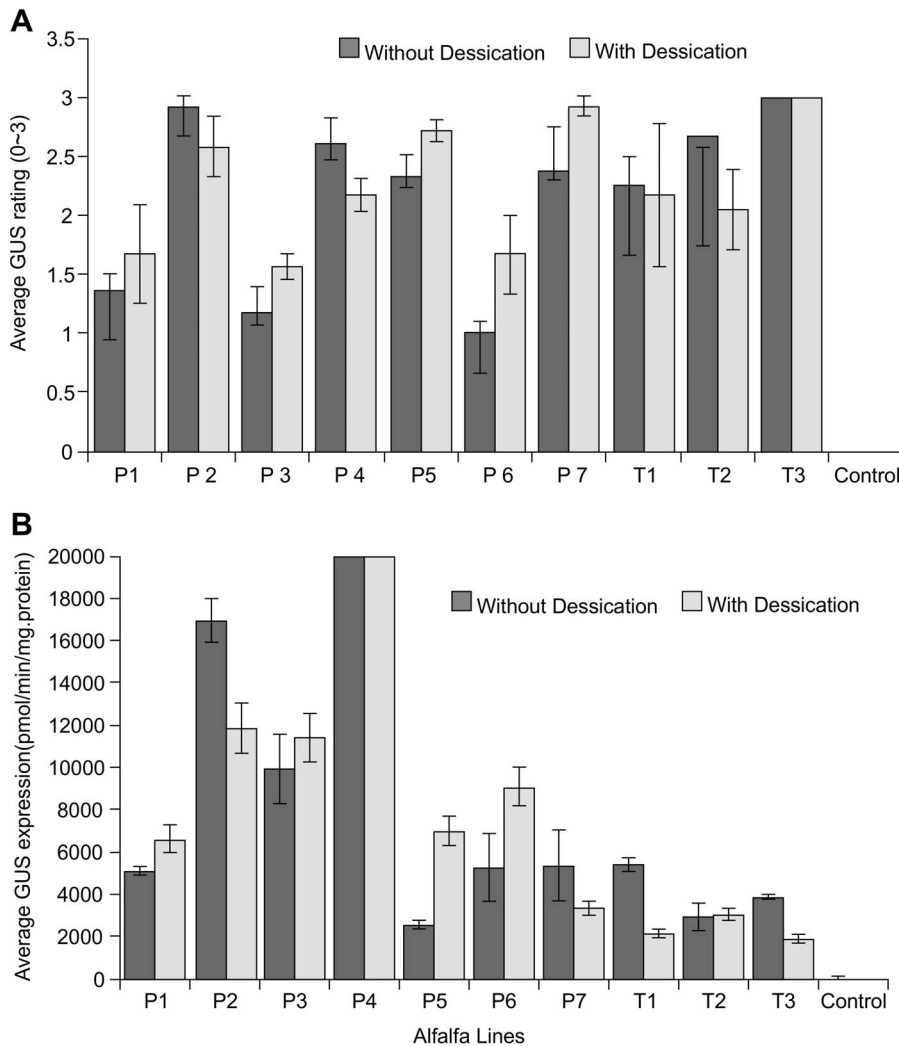 A
Average GUS rating (0~3)
3.5
3
2.5
2
1.5
1
0.5
0
Without Dessication
With Dessication
P1 P 2 P 3 P 4 P5 P 6 P 7 T1 T2 T3 Control
B
Average GUS expression(pmol/min/mg.protein)
20000
18000
16000
14000
12000
10000
8000
6000
4000
2000
0
Without Dessication
With Dessication
P1 P2 P3 P4 P5 P6 P7 T1 T2 T3 Control
Alfalfa Lines